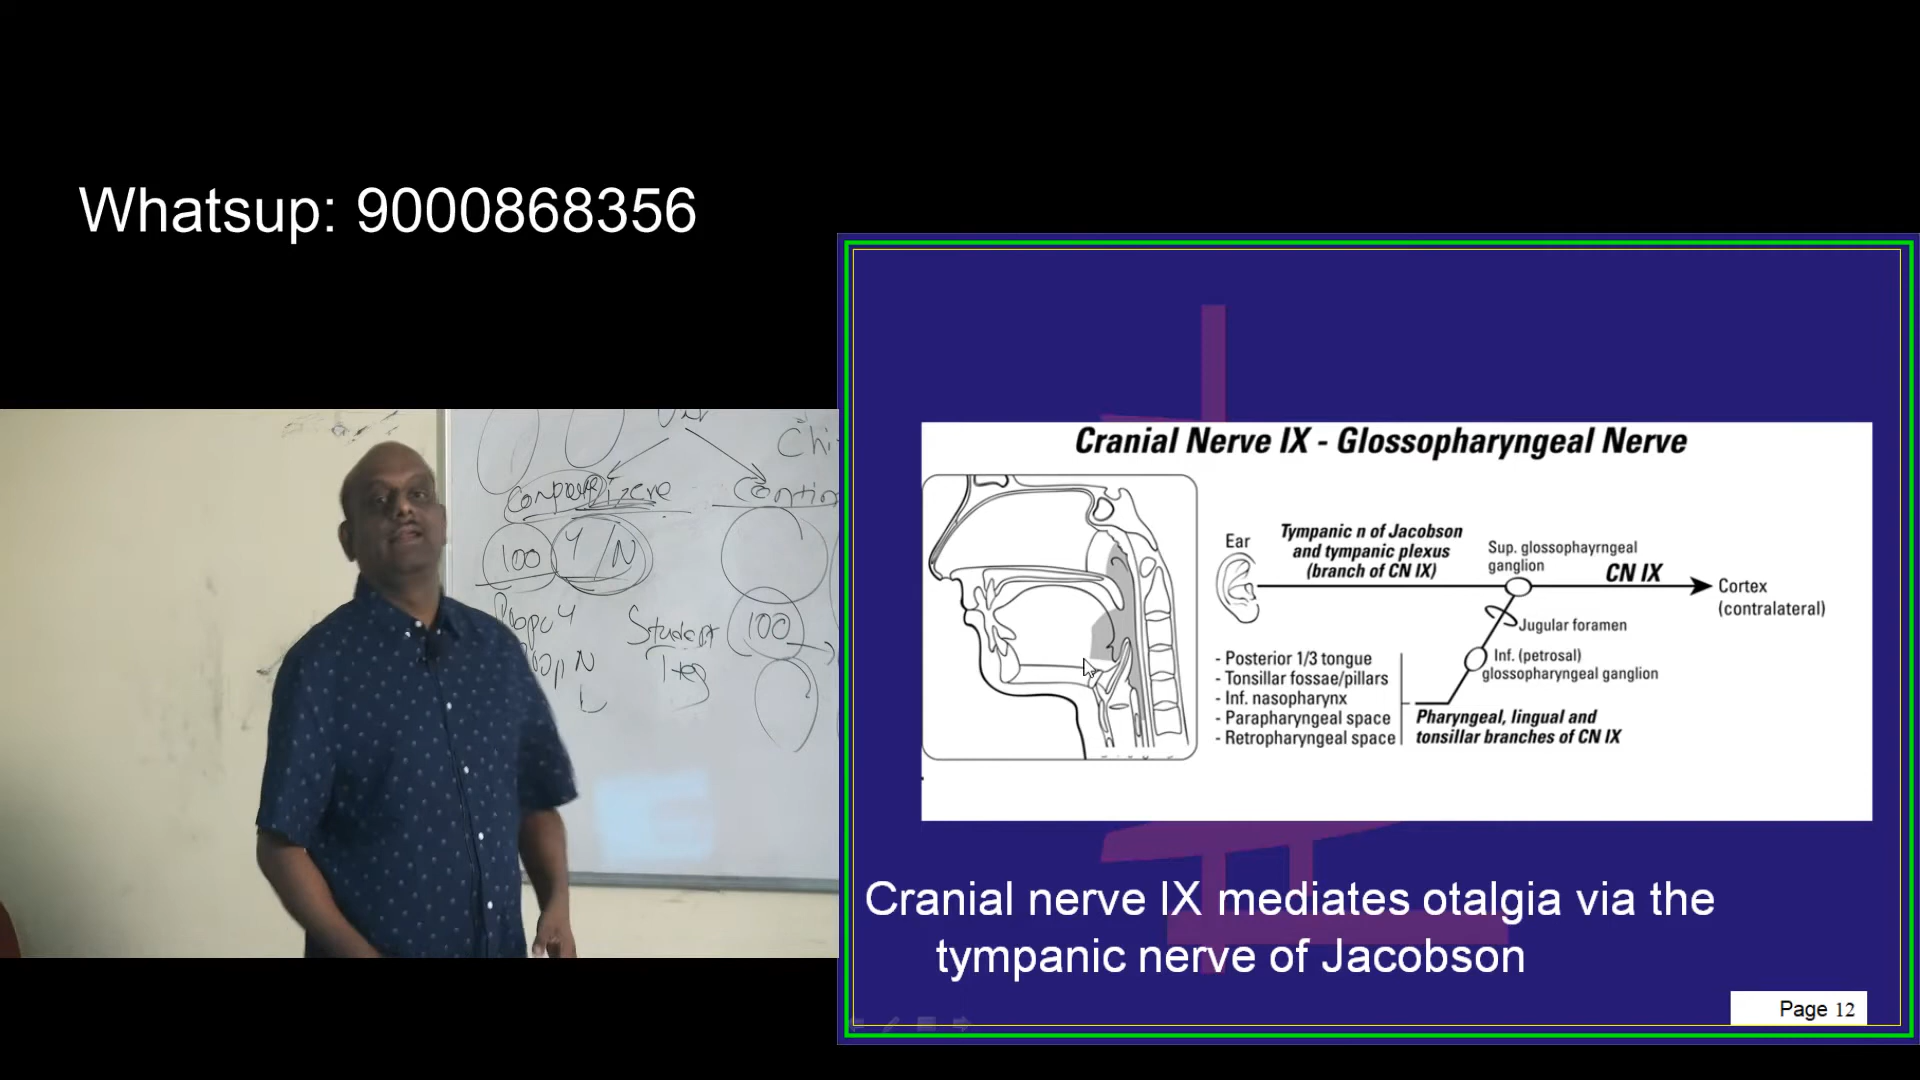 Whatsup: 9000868356
Chi
100
Y/N
Student
100
Cranial Nerve IX - Glossopharyngeal Nerve
Ear
Tympanic n of Jacobson
and tympanic plexus
(branch of CN IX)
Sup. glossophayrngeal
ganglion
CN IX
Cortex
(contralateral)
Jugular foramen
Inf. (petrosal)
glossopharyngeal ganglion
- Posterior 1/3 tongue
- Tonsillar fossae/pillars
- Inf. nasopharynx
- Parapharyngeal space
- Retropharyngeal space
Pharyngeal, lingual and
tonsillar branches of CN IX
Cranial nerve IX mediates otalgia via the
tympanic nerve of Jacobson
Page 12